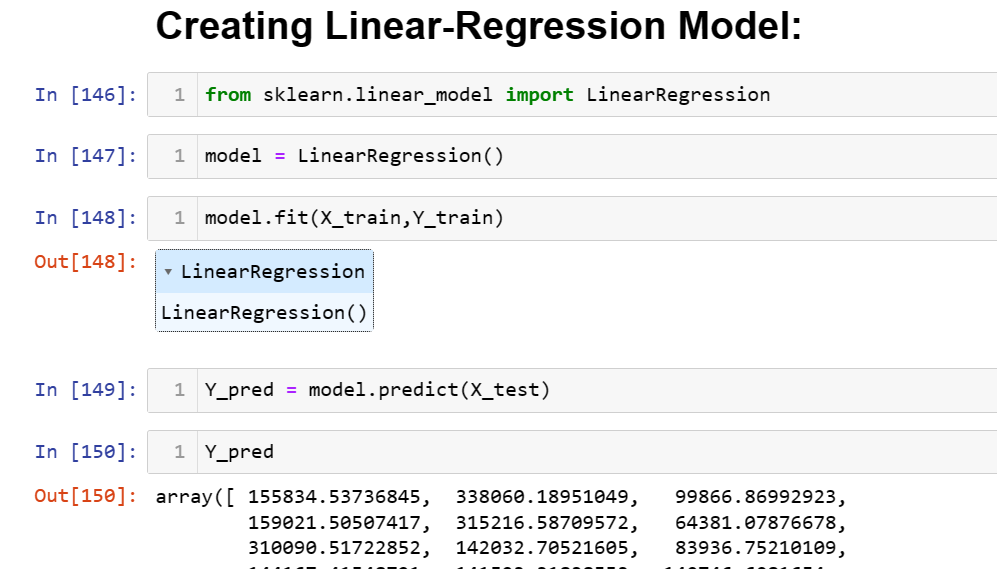 Creating Linear-Regression Model:
In [146]: 1 from sklearn.linear_model import LinearRegression
In [147]: 1 model = LinearRegression()
In [148]: 1 model.fit(X_train,Y_train)
Out[148]: ▾ LinearRegression
LinearRegression()
In [149]: 1 Y_pred = model.predict(X_test)
In [150]: 1 Y_pred
Out[150]: array([ 155834.53736845, 338060.18951049, 99866.86992923,
159021.50507417, 315216.58709572, 64381.07876678,
310090.51722852, 142032.70521605, 83936.75210109,